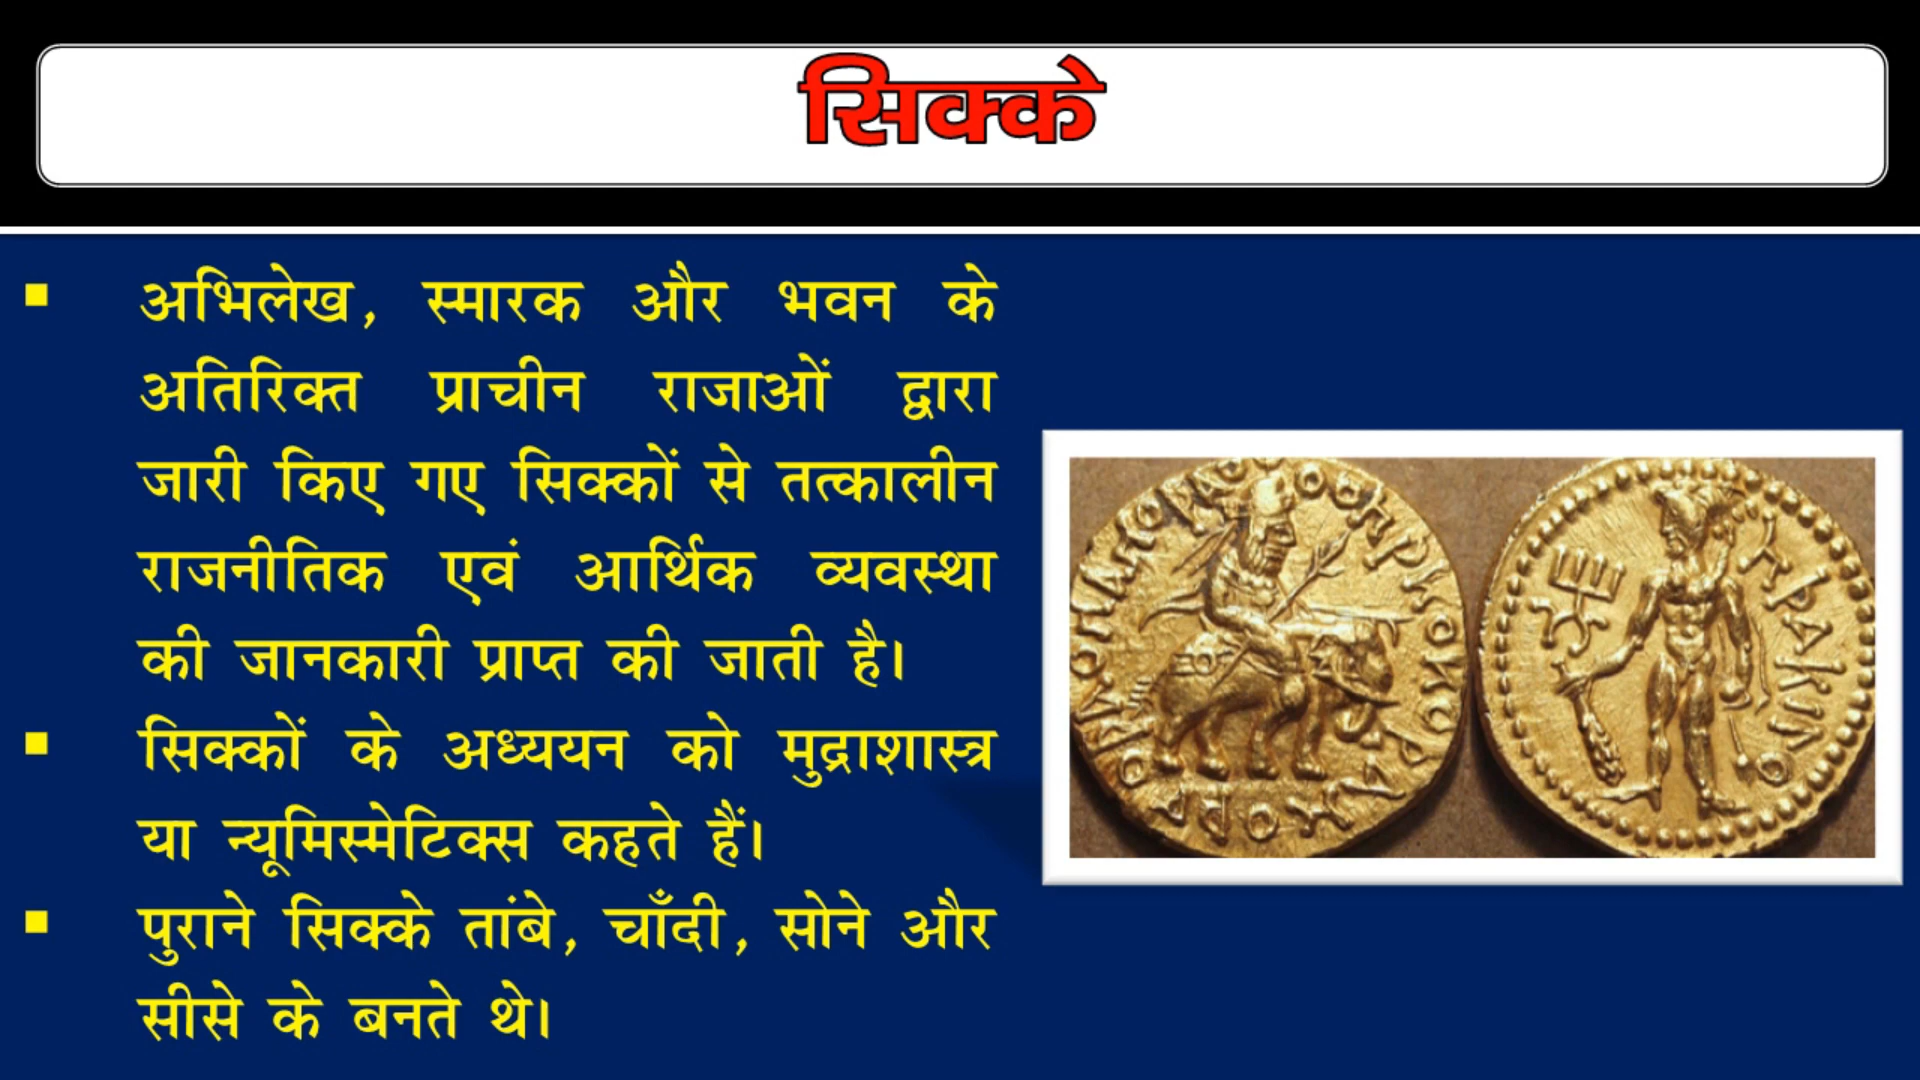 सिक्के
▪ अभिलेख, स्मारक और भवन के
अतिरिक्त प्राचीन राजाओं द्वारा
जारी किए गए सिक्कों से तत्कालीन
राजनीतिक एवं आर्थिक व्यवस्था
की जानकारी प्राप्त की जाती है।
▪ सिक्कों के अध्ययन को मुद्राशास्त्र
या न्यूमिस्मेटिक्स कहते हैं।
▪ पुराने सिक्के तांबे, चाँदी, सोने और
सीसे के बनते थे।